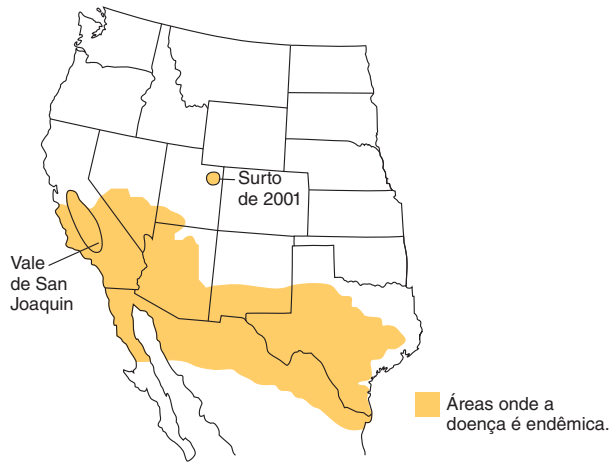 Surto
de 2001
Vale
de San
Joaquin
Áreas onde a
doença é endêmica.